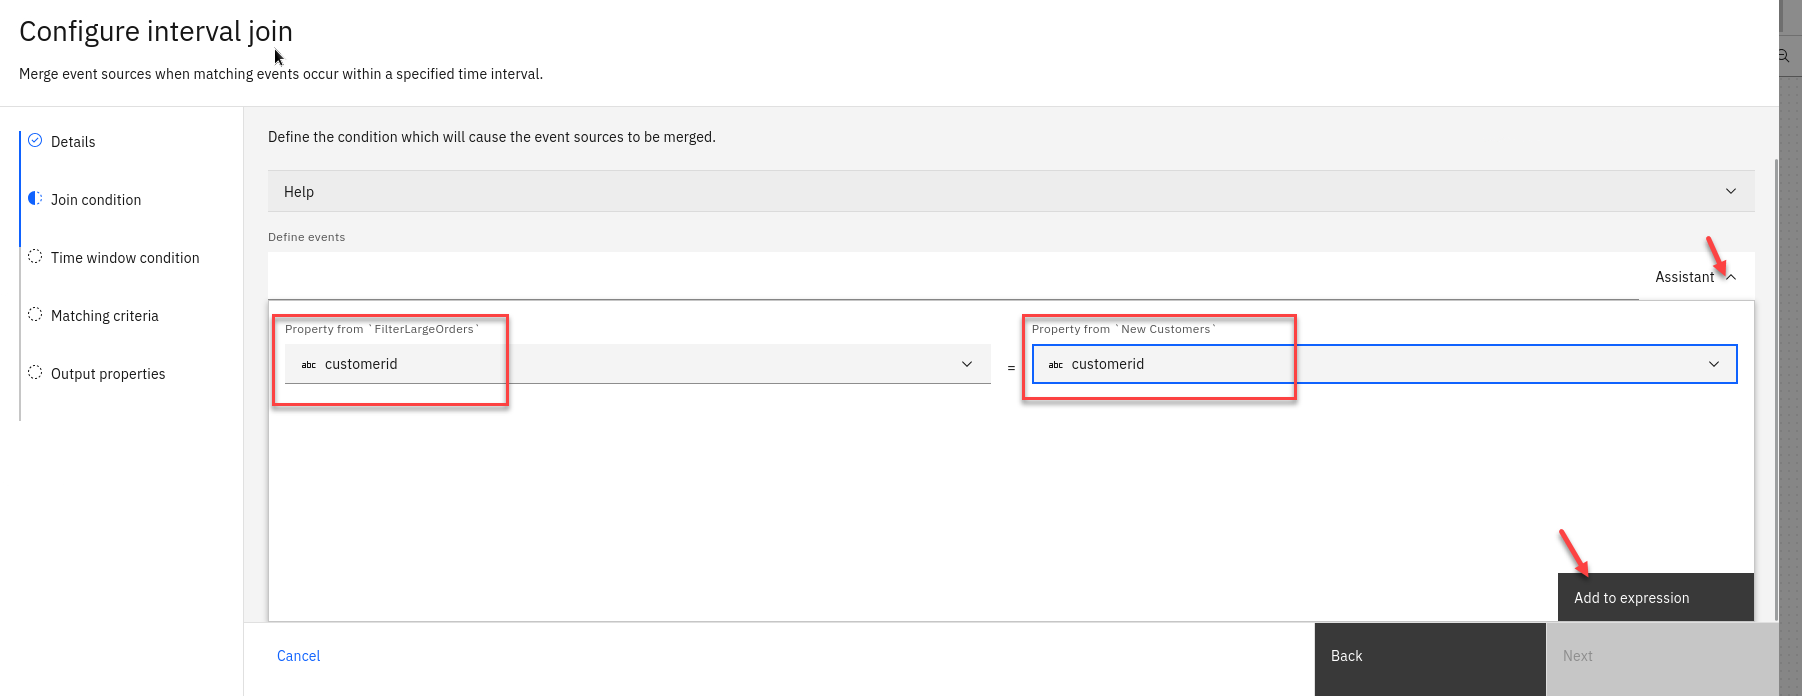 Configure interval join
Merge event sources when matching events occur within a specified time interval.
Details
Join condition
Time window condition
Matching criteria
Output properties
Define the condition which will cause the event sources to be merged.
Help
Define events
Assistant
Property from `FilterLargeOrders`
abc customerid
=
Property from `New Customers`
abc customerid
Add to expression
Cancel
Back
Next